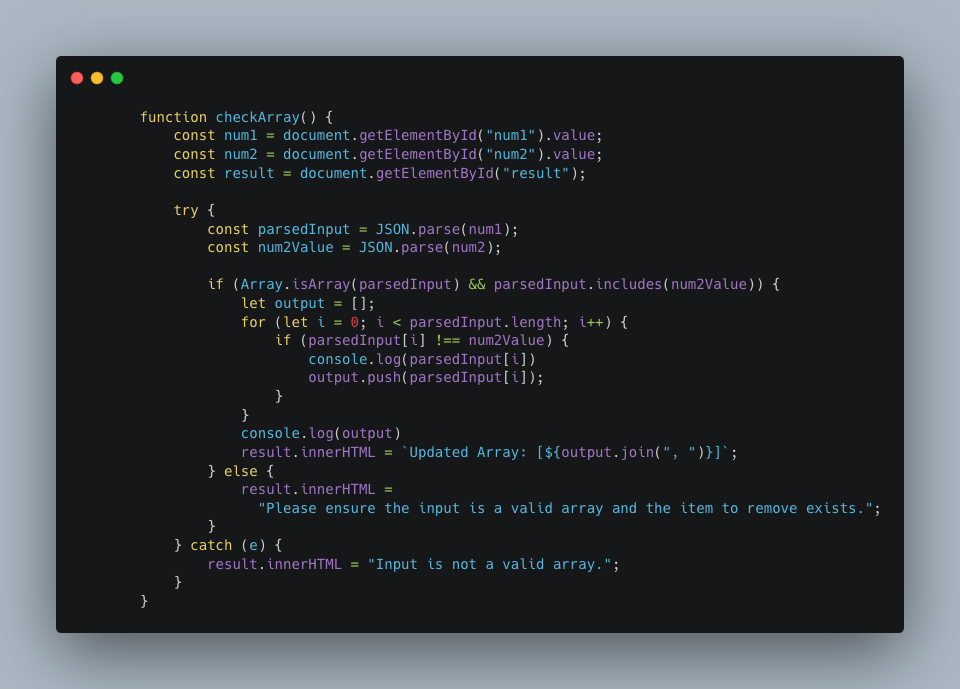 function checkArray() {
    const num1 = document.getElementById("num1").value;
    const num2 = document.getElementById("num2").value;
    const result = document.getElementById("result");

    try {
        const parsedInput = JSON.parse(num1);
        const num2Value = JSON.parse(num2);

        if (Array.isArray(parsedInput) && parsedInput.includes(num2Value)) {
            let output = [];
            for (let i = 0; i < parsedInput.length; i++) {
                if (parsedInput[i] !== num2Value) {
                    console.log(parsedInput[i])
                    output.push(parsedInput[i]);
                }
            }
            console.log(output)
            result.innerHTML = `Updated Array: [${output.join(", ")}]`;
        } else {
            result.innerHTML =
              "Please ensure the input is a valid array and the item to remove exists.";
        }
    } catch (e) {
        result.innerHTML = "Input is not a valid array.";
    }
}